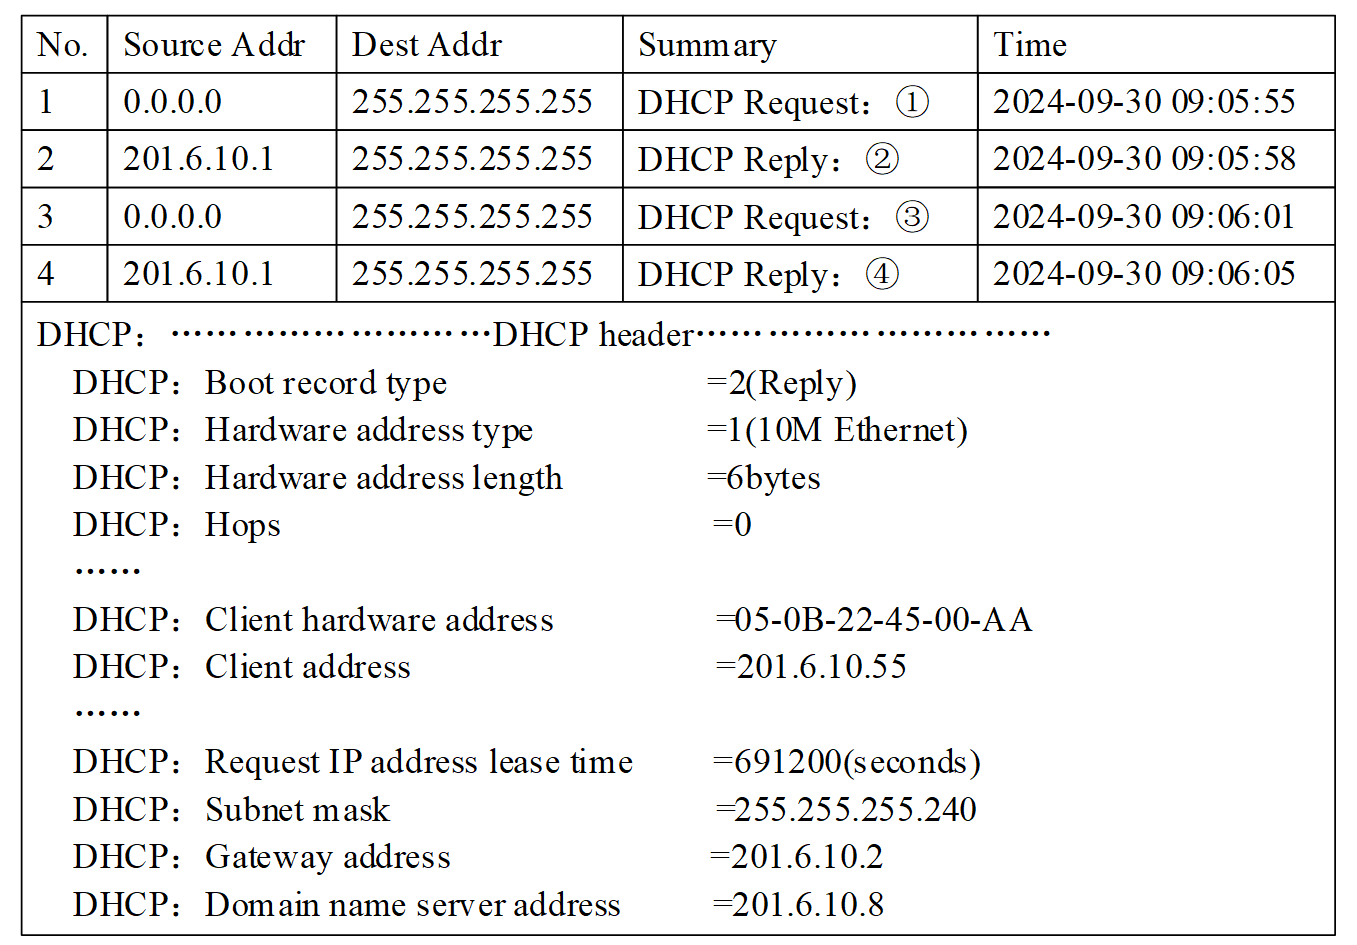 No. Source Addr Dest Addr Summary Time
1 0.0.0.0 255.255.255.255 DHCP Request：① 2024-09-30 09:05:55
2 201.6.10.1 255.255.255.255 DHCP Reply：② 2024-09-30 09:05:58
3 0.0.0.0 255.255.255.255 DHCP Request：③ 2024-09-30 09:06:01
4 201.6.10.1 255.255.255.255 DHCP Reply：④ 2024-09-30 09:06:05
DHCP：…………………………DHCP header……………………………
DHCP：Boot record type =2(Reply)
DHCP：Hardware address type =1(10M Ethernet)
DHCP：Hardware address length =6bytes
DHCP：Hops =0
……
DHCP：Client hardware address =05-0B-22-45-00-AA
DHCP：Client address =201.6.10.55
……
DHCP：Request IP address lease time =691200(seconds)
DHCP：Subnet mask =255.255.255.240
DHCP：Gateway address =201.6.10.2
DHCP：Domain name server address =201.6.10.8